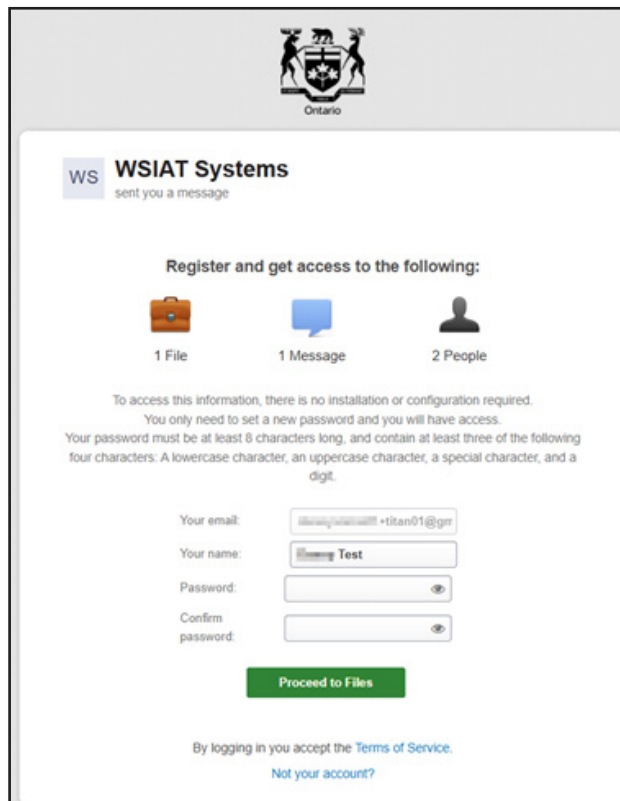 Ontario
WS
WSIAT Systems
sent you a message
Register and get access to the following:
1 File
1 Message
2 People
To access this information, there is no installation or configuration required.
You only need to set a new password and you will have access.
Your password must be at least 8 characters long, and contain at least three of the following
four characters: A lowercase character, an uppercase character, a special character, and a
digit.
Your email:
+titan01@gm
Your name:
Test
Password:
Confirm
password:
Proceed to Files
By logging in you accept the Terms of Service.
Not your account?